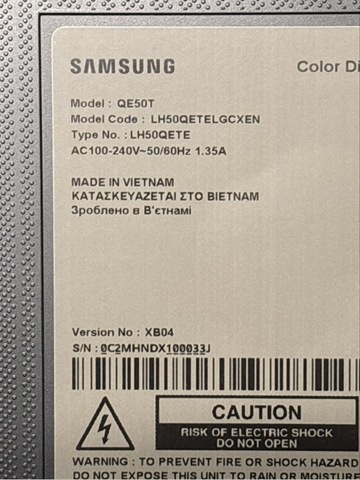 SAMSUNG
Color Di
Model : QE50T
Model Code : LH50QETELGCXEN
Type No. : LH50QETE
AC100-240V~50/60Hz 1.35A
MADE IN VIETNAM
ΚΑΤΑΣΚΕΥΑΖΕΤΑΙ ΣΤΟ ΒΙΕΤΝΑΜ
Зроблено в В'єтнамі
Version No : XB04
S/N : 0C2MHNDX100033J
CAUTION
RISK OF ELECTRIC SHOCK
DO NOT OPEN
WARNING : TO PREVENT FIRE OR SHOCK HAZARD
DO NOT EXPOSE THIS UNIT TO RAIN OR MOISTURE